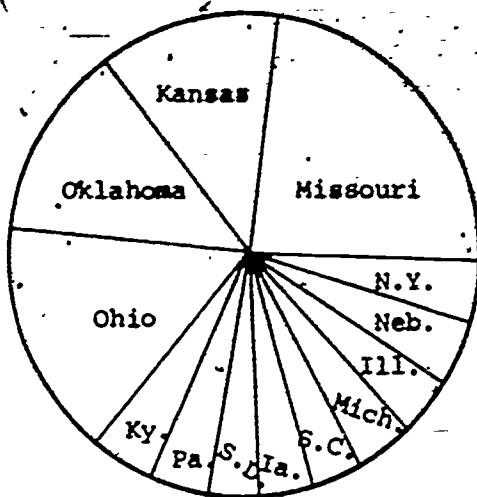 Kansas
Oklahoma
Missouri
Ohio
N.Y.
Neb.
Ill.
Mich.
S.C.
Ia.
S.D.
Pa.
Ky.